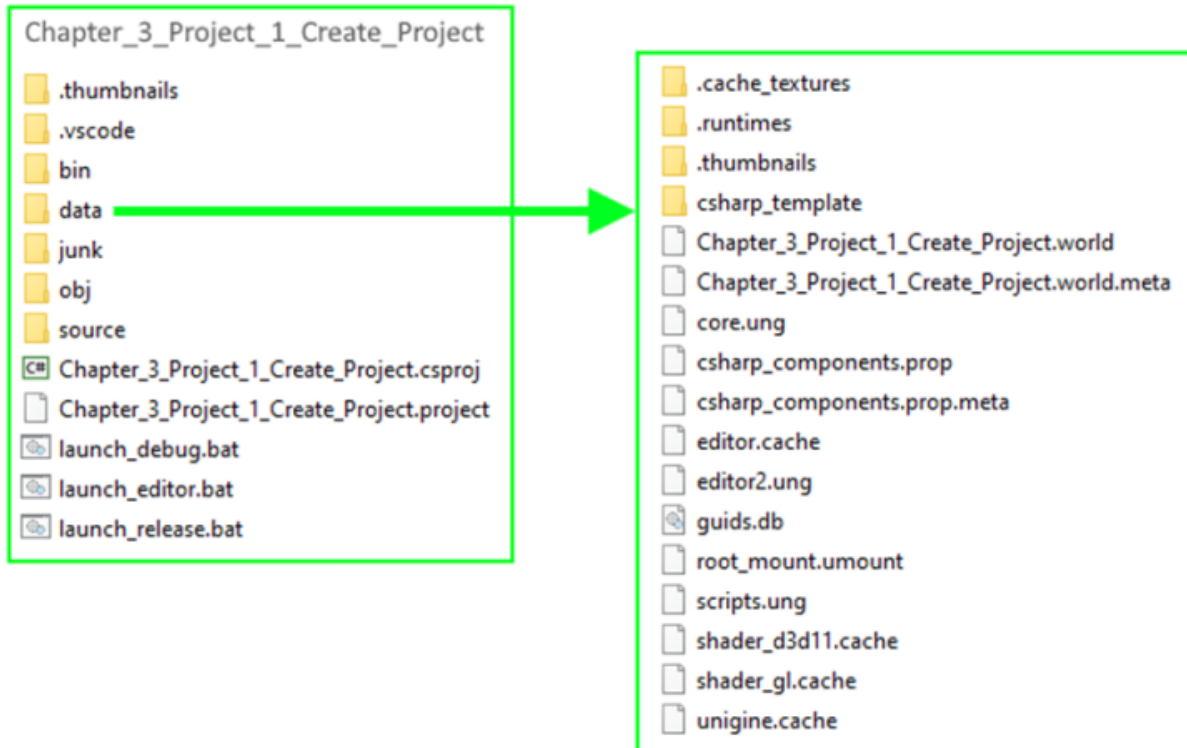 Chapter_3_Project_1_Create_Project
.thumbnails
.vscode
bin
data
junk
obj
source
C# Chapter_3_Project_1_Create_Project.csproj
Chapter_3_Project_1_Create_Project.project
launch_debug.bat
launch_editor.bat
launch_release.bat
.cache_textures
.runtimes
.thumbnails
csharp_template
Chapter_3_Project_1_Create_Project.world
Chapter_3_Project_1_Create_Project.world.meta
core.ung
csharp_components.prop
csharp_components.prop.meta
editor.cache
editor2.ung
guids.db
root_mount.umount
scripts.ung
shader_d3d11.cache
shader_gl.cache
unigine.cache